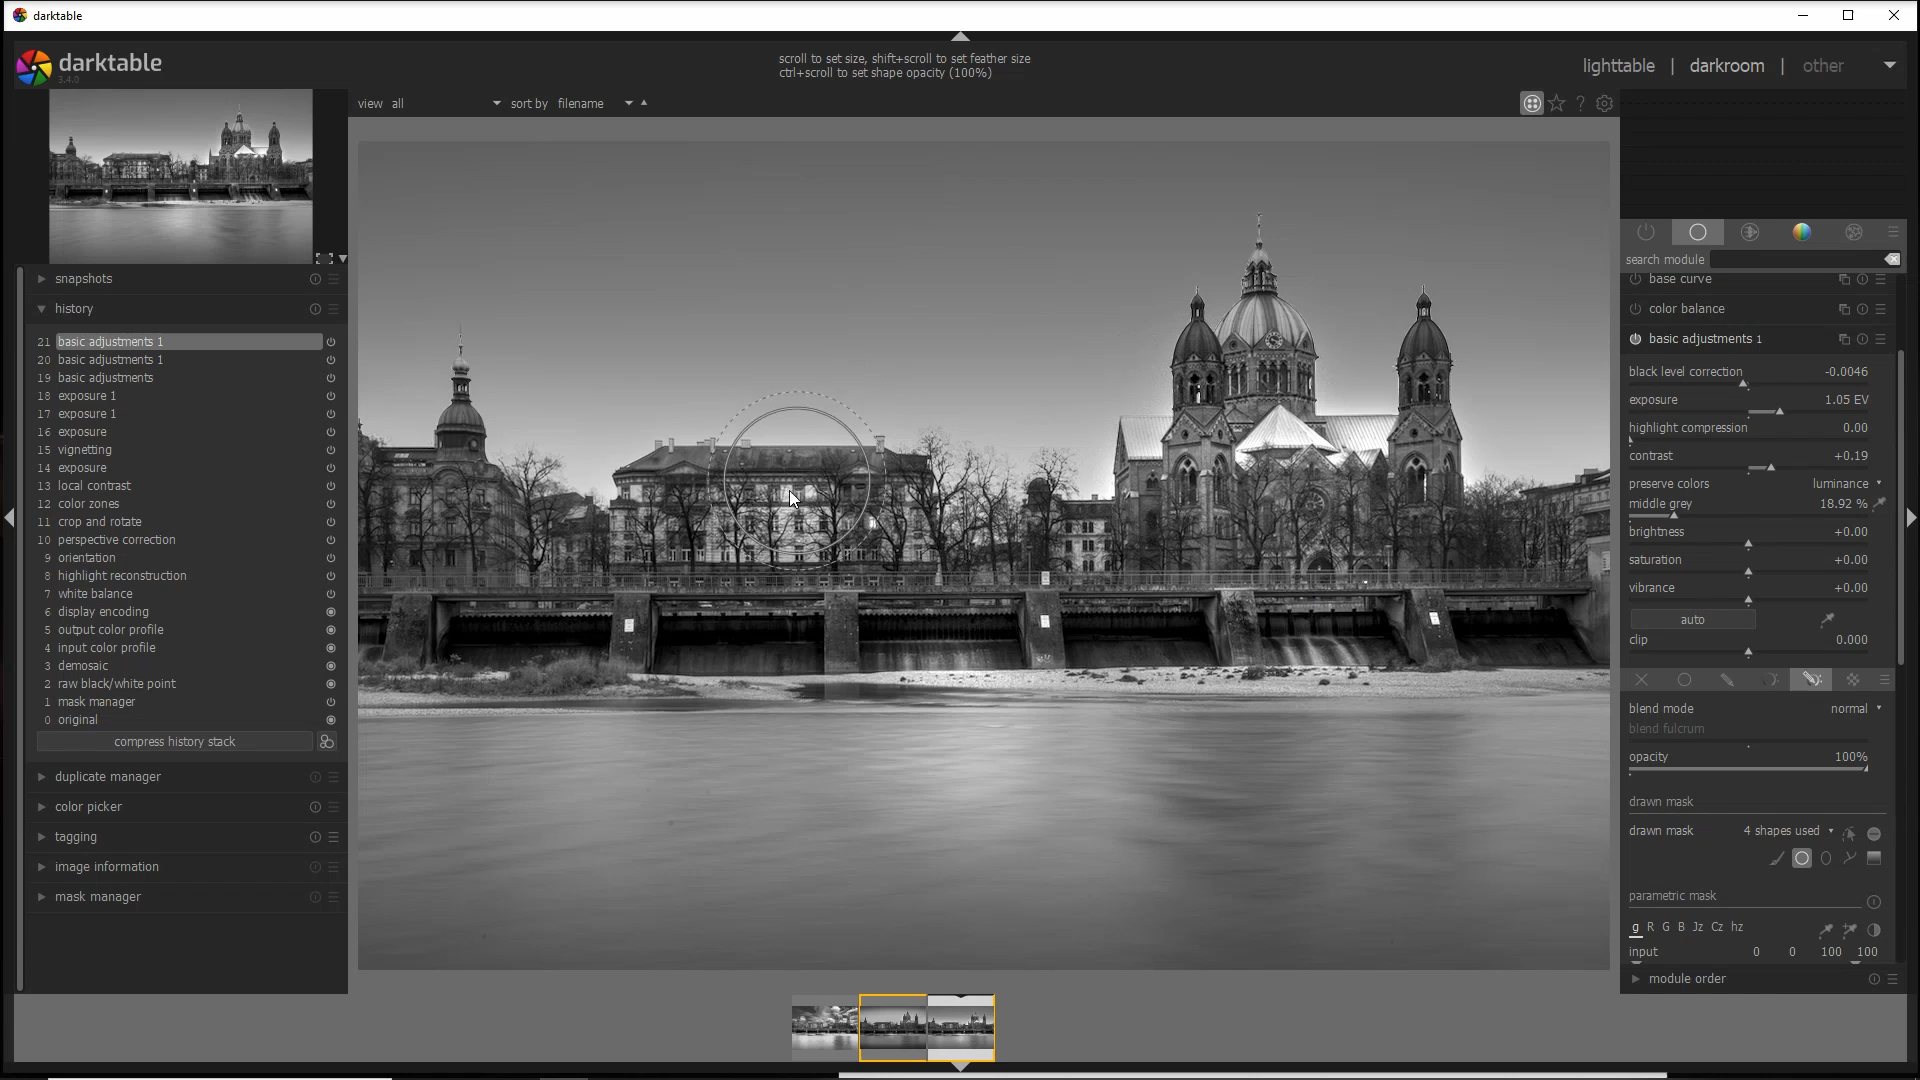 darktable
darktable
3.4.0
scroll to set size, shift+scroll to set feather size
ctrl+scroll to set shape opacity (100%)
lighttable | darkroom | other
view all
sort by filename
?
snapshots
history
21 basic adjustments 1
20 basic adjustments 1
19 basic adjustments
18 exposure 1
17 exposure 1
16 exposure
15 vignetting
14 exposure
13 local contrast
12 color zones
11 crop and rotate
10 perspective correction
9 orientation
8 highlight reconstruction
7 white balance
6 display encoding
5 output color profile
4 input color profile
3 demosaic
2 raw black/white point
1 mask manager
0 original
compress history stack
duplicate manager
color picker
tagging
image information
mask manager
search module
base curve
color balance
basic adjustments 1
black level correction -0.0046
exposure 1.05 EV
highlight compression 0.00
contrast +0.19
preserve colors luminance
middle grey 18.92 %
brightness +0.00
saturation +0.00
vibrance +0.00
auto
clip 0.000
blend mode normal
blend fulcrum
opacity 100%
drawn mask
drawn mask 4 shapes used
parametric mask
g R G B Jz Cz hz
input 0 0 100 100
module order